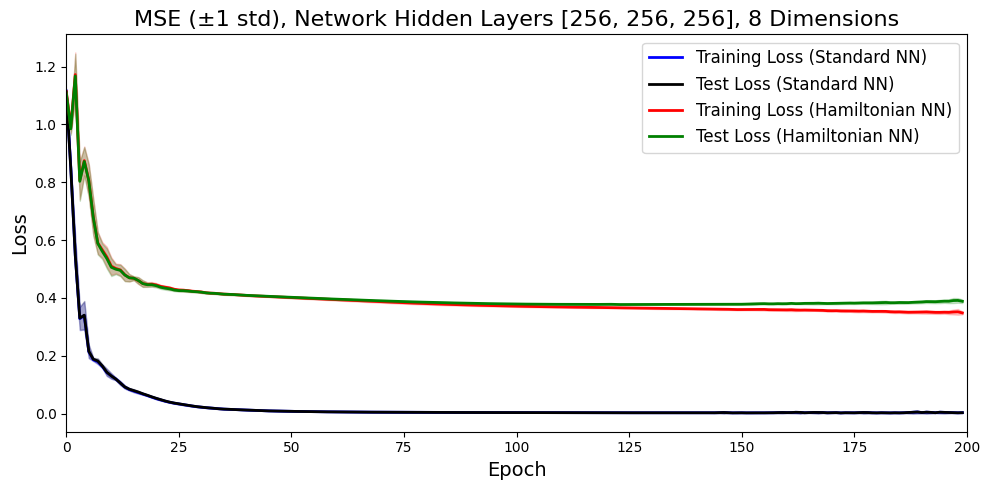 MSE (±1 std), Network Hidden Layers [256, 256, 256], 8 Dimensions
Loss
1.2
1.0
0.8
0.6
0.4
0.2
0.0
Training Loss (Standard NN)
Test Loss (Standard NN)
Training Loss (Hamiltonian NN)
Test Loss (Hamiltonian NN)
0 25 50 75 100 125 150 175 200
Epoch